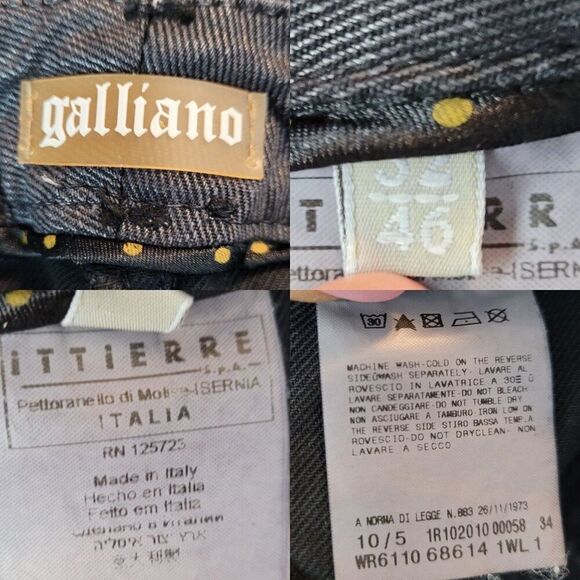 galliano
32
46
T RR
s.p.a.
ISERN
iTTiERRE
s.p.a.
Pettoranello di Molise-ISERNIA
ITALIA
RN 125723
Made in Italy
Hecho en Italia
Feito em Italia
30
MACHINE WASH-COLD ON THE REVERSE
SIDE@WASH SEPARATELY- LAVARE AL
ROVESCIO IN LAVATRICE A 30E G
LAVARE SEPARATAMENTE-DO NOT BLEACH
NON CANDEGGIARE-DO NOT TUMBLE DRY
NON ASCIUGARE A TAMBURO-IRON LOW ON
THE REVERSE SIDE STIRO BASSA TEMP.A
ROVESCIO-DO NOT DRYCLEAN- NON
LAVARE A SECCO
A NORMA DI LEGGE N.883 26/11/1973
10/5 1R102010 00058 34
WR6110 68614 1WL1